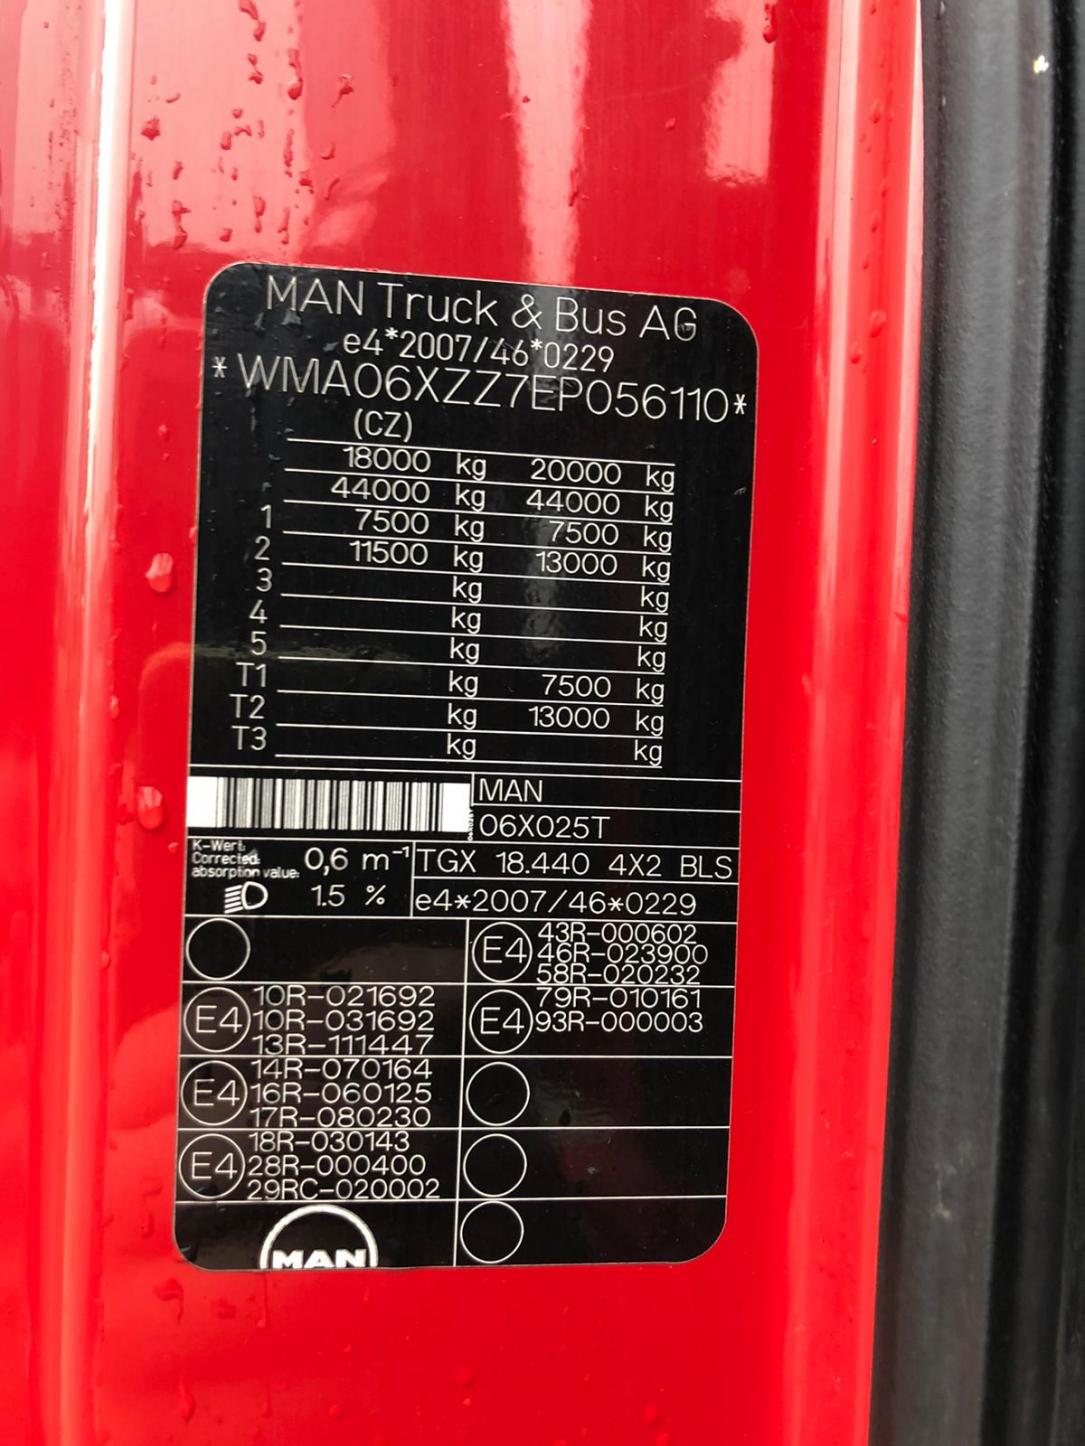 MAN Truck & Bus AG
e4*2007/46*0229
*WMA06XZZ7EP056110*
(CZ)
18000 kg 20000 kg
44000 kg 44000 kg
1 7500 kg 7500 kg
2 11500 kg 13000 kg
3 kg kg
4 kg kg
5 kg kg
T1 kg 7500 kg
T2 kg 13000 kg
T3 kg kg
MAN
06X025T
K-Wert:
Corrected
absorption value:
0,6 m⁻¹
TGX 18.440 4X2 BLS
1.5 %
e4*2007/46*0229
E4
43R-000602
46R-023900
58R-020232
E4
10R-021692
10R-031692
13R-111447
E4
79R-010161
93R-000003
E4
14R-070164
16R-060125
17R-080230
E4
18R-030143
28R-000400
29RC-020002
MAN